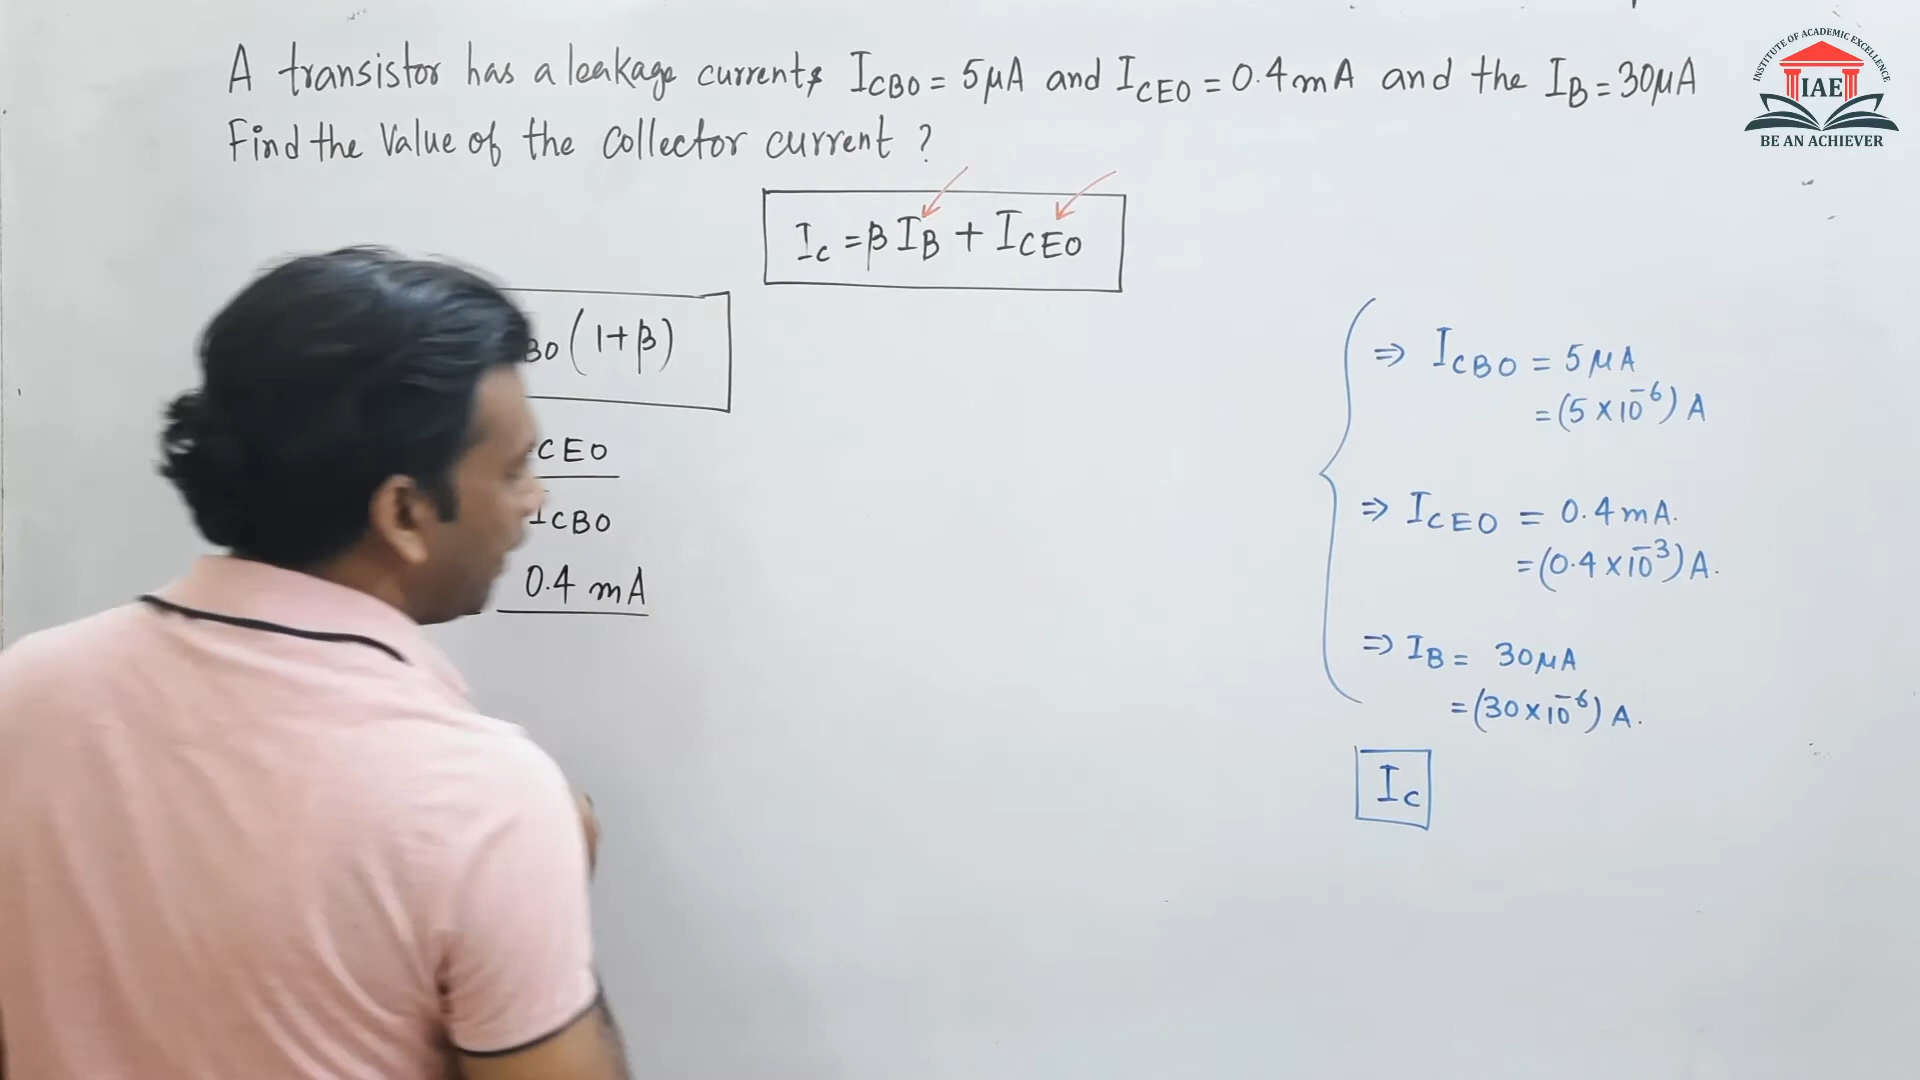 A transistor has a leakage currents ICBO = 5μA and ICEO = 0.4mA and the IB = 30μA
Find the Value of the collector current ?
IC = β IB + ICEO
BO (1+β)
CEO
ICBO
0.4 mA
⇒ ICBO = 5μA
= (5 × 10⁻⁶) A
⇒ ICEO = 0.4mA.
= (0.4 × 10⁻³) A.
⇒ IB = 30μA
= (30 × 10⁻⁶) A.
IC
INSTITUTE OF ACADEMIC EXCELLENCE
IAE
BE AN ACHIEVER